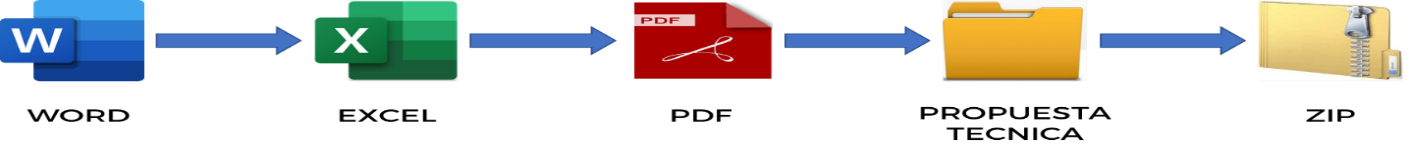 W
X
PDF
WORD
EXCEL
PDF
PROPUESTA
TECNICA
ZIP